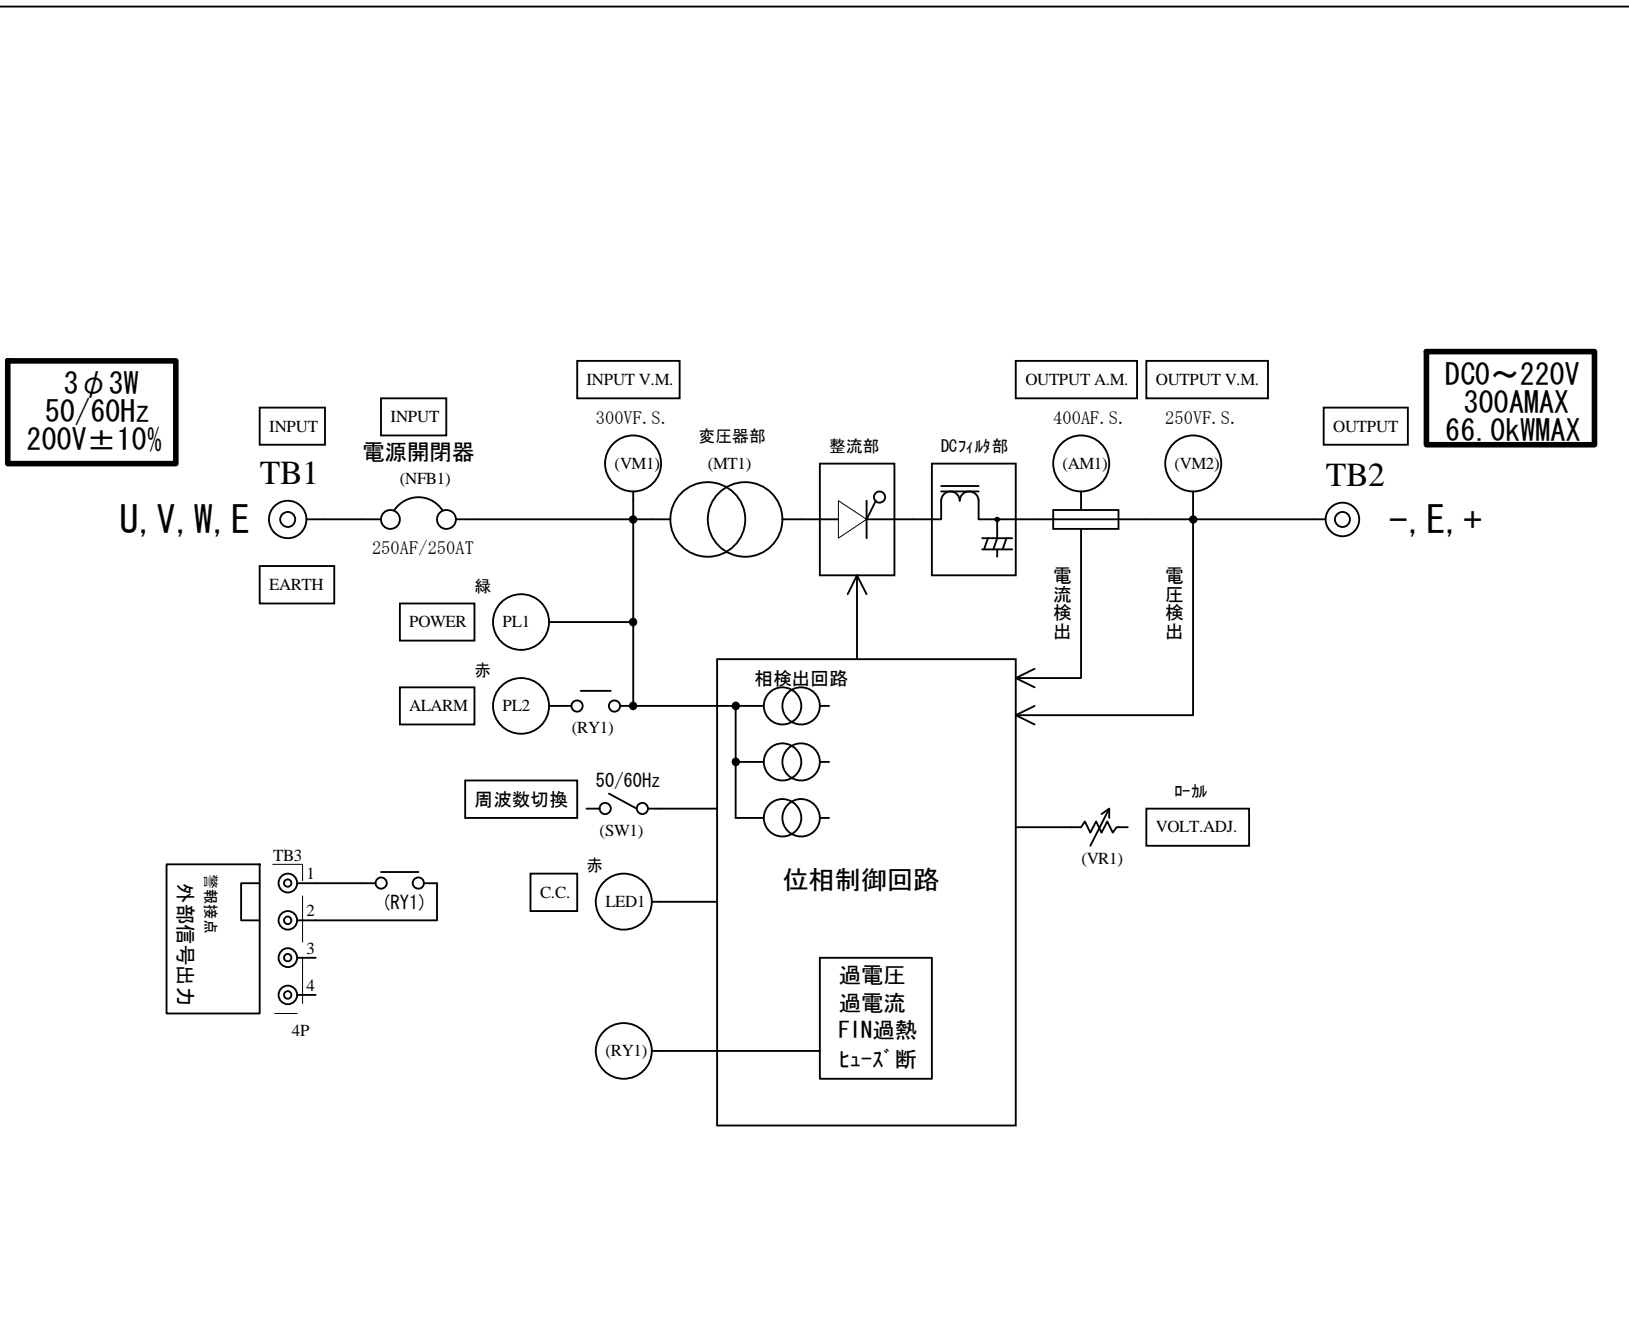 3φ3W
50/60Hz
200V±10%
INPUT
TB1
U,V,W,E
EARTH
INPUT
電源開閉器
(NFB1)
250AF/250AT
INPUT V.M.
300VF.S.
(VM1)
変圧器部
(MT1)
整流部
DCﾌｨﾙﾀ部
OUTPUT A.M.
400AF.S.
(AM1)
OUTPUT V.M.
250VF.S.
(VM2)
OUTPUT
TB2
−,E,+
DC0～220V
300AMAX
66.0kWMAX
電流検出
電圧検出
緑
POWER
PL1
赤
ALARM
PL2
(RY1)
相検出回路
周波数切換
50/60Hz
(SW1)
ﾛｰｶﾙ
VOLT.ADJ.
(VR1)
赤
C.C.
LED1
位相制御回路
TB3
警報接点
外部信号出力
1
2
3
4
4P
(RY1)
(RY1)
過電圧
過電流
FIN過熱
ﾋｭｰｽﾞ断